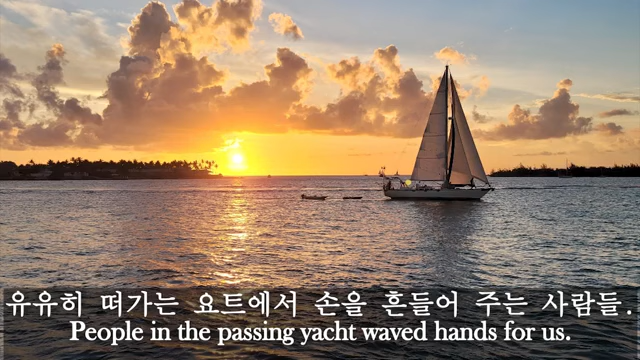 유유히 떠가는 요트에서 손을 흔들어 주는 사람들.
People in the passing yacht waved hands for us.